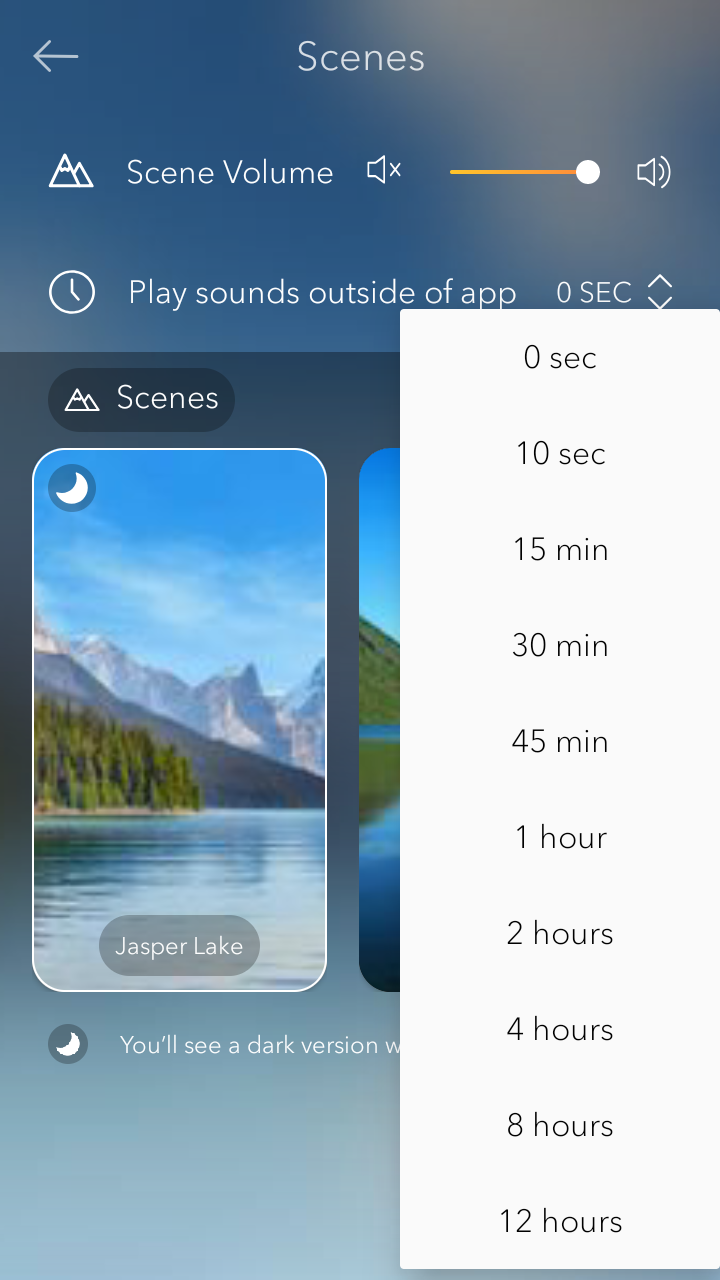 Scenes
Scene Volume
Play sounds outside of app 0 SEC
0 sec
10 sec
15 min
30 min
45 min
1 hour
2 hours
4 hours
8 hours
12 hours
Scenes
Jasper Lake
You'll see a dark version